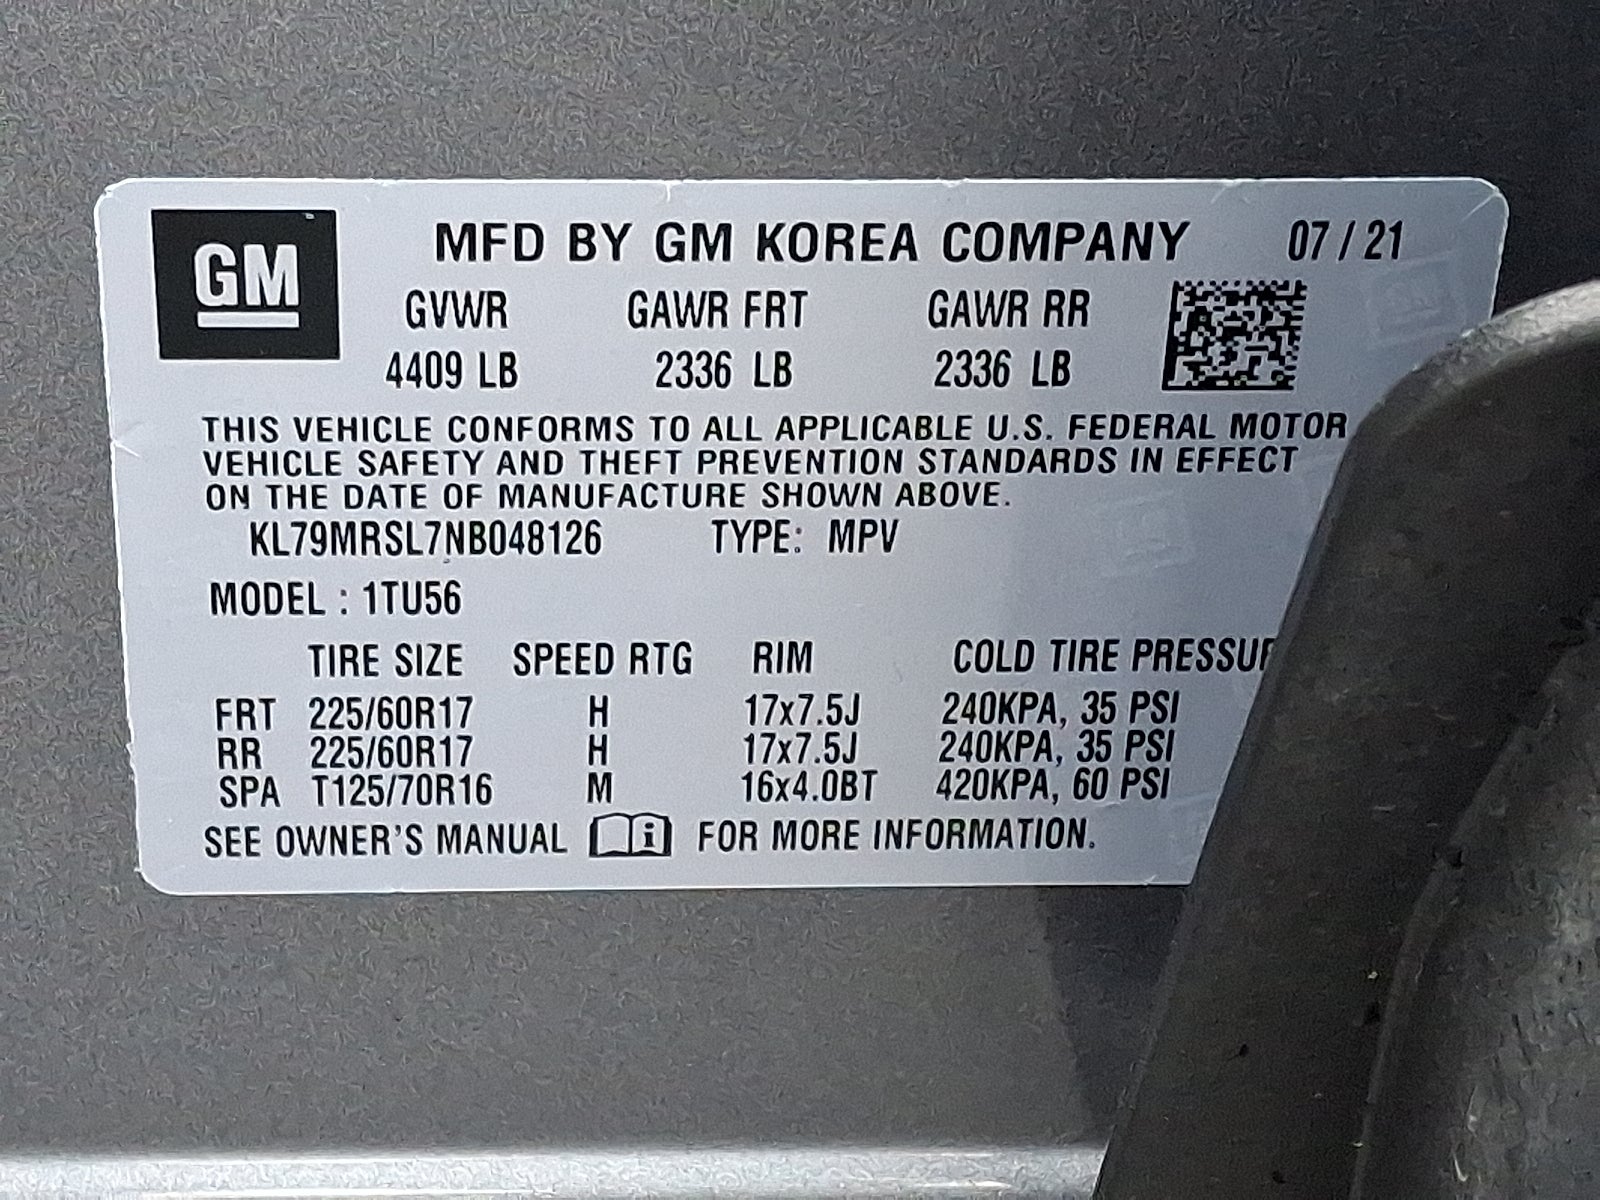 GM MFD BY GM KOREA COMPANY 07 / 21
GVWR GAWR FRT GAWR RR
4409 LB 2336 LB 2336 LB
THIS VEHICLE CONFORMS TO ALL APPLICABLE U.S. FEDERAL MOTOR
VEHICLE SAFETY AND THEFT PREVENTION STANDARDS IN EFFECT
ON THE DATE OF MANUFACTURE SHOWN ABOVE.
KL79MRSL7NB048126 TYPE: MPV
MODEL : 1TU56
TIRE SIZE SPEED RTG RIM COLD TIRE PRESSUR
FRT 225/60R17 H 17x7.5J 240KPA, 35 PSI
RR 225/60R17 H 17x7.5J 240KPA, 35 PSI
SPA T125/70R16 M 16x4.0BT 420KPA, 60 PSI
SEE OWNER'S MANUAL i FOR MORE INFORMATION.